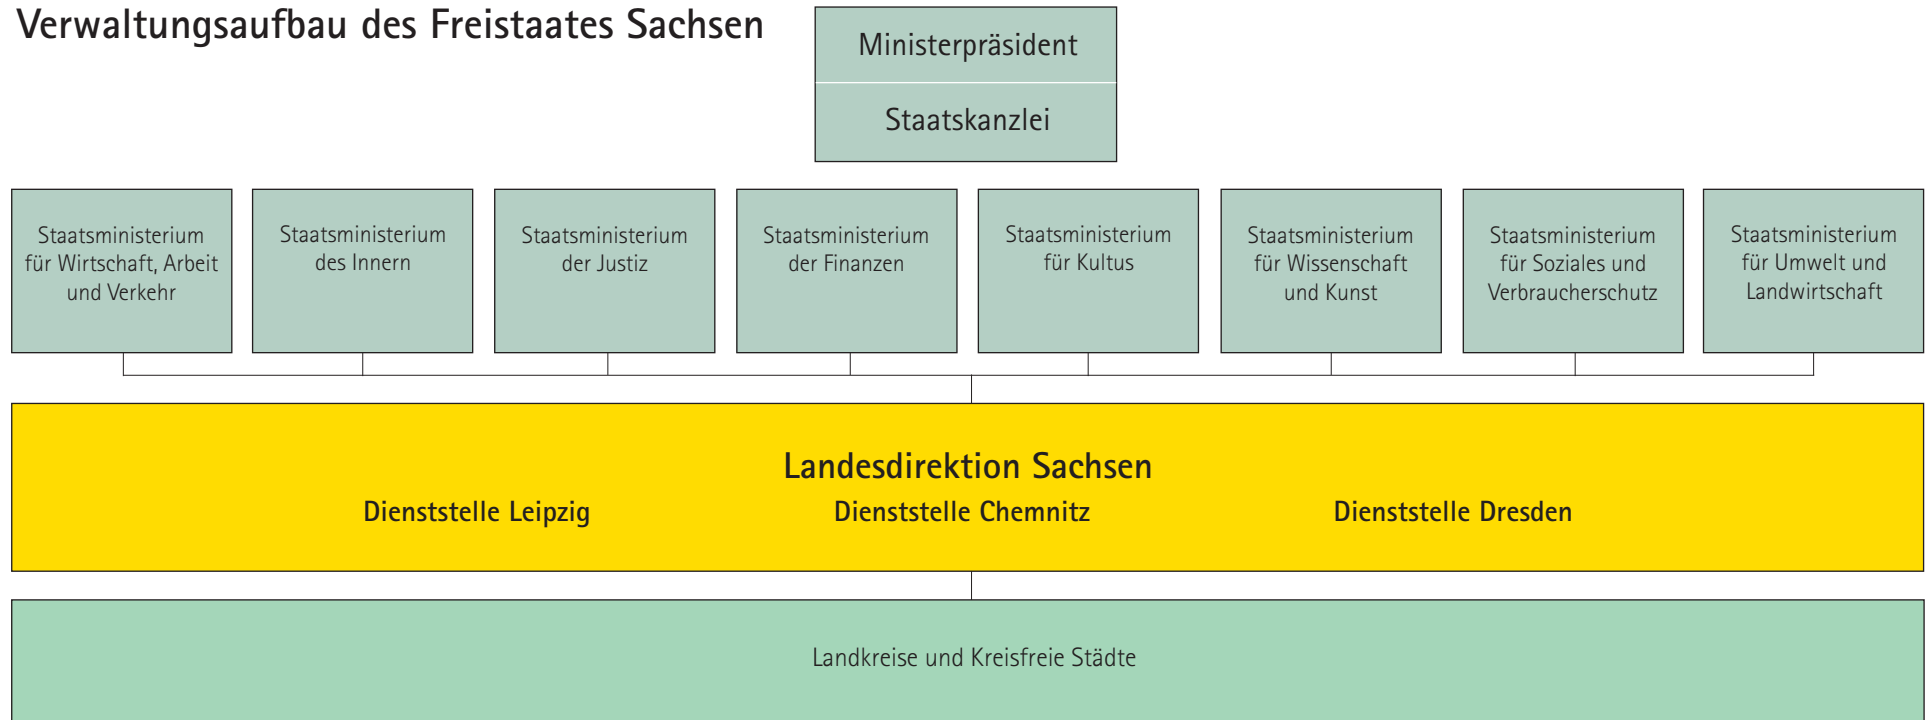 Verwaltungsaufbau des Freistaates Sachsen
Ministerpräsident
Staatskanzlei
Staatsministerium
für Wirtschaft, Arbeit
und Verkehr
Staatsministerium
des Innern
Staatsministerium
der Justiz
Staatsministerium
der Finanzen
Staatsministerium
für Kultus
Staatsministerium
für Wissenschaft
und Kunst
Staatsministerium
für Soziales und
Verbraucherschutz
Staatsministerium
für Umwelt und
Landwirtschaft
Landesdirektion Sachsen
Dienststelle Leipzig
Dienststelle Chemnitz
Dienststelle Dresden
Landkreise und Kreisfreie Städte